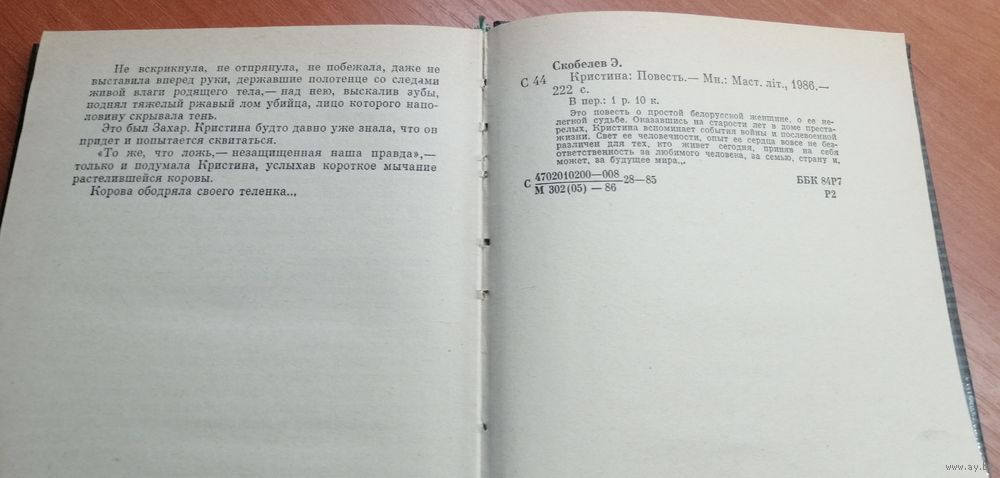 Не вскрикнула, не отпрянула, не побежала, даже не
выставила вперед руки, державшие полотенце со следами
живой влаги родящего тела,— над нею, выскалив зубы,
поднял тяжелый ржавый лом убийца, лицо которого напо-
ловину скрывала тень.
Это был Захар. Кристина будто давно уже знала, что он
придет и попытается сквитаться.
«То же, что ложь,— незащищенная наша правда»,—
только и подумала Кристина, услыхав короткое мычание
растелившейся коровы.
Корова ободряла своего теленка...
Скобелев Э.
С 44 Кристина: Повесть.— Мн.: Маст. літ., 1986.—
222 с.
В пер.: 1 р. 10 к.
Это повесть о простой белорусской женщине, о ее не-
легкой судьбе. Оказавшись на старости лет в доме преста-
релых, Кристина вспоминает события войны и послевоенной
жизни. Свет ее человечности, опыт ее сердца вовсе не без-
различен для тех, кто живет сегодня, приняв на себя
ответственность за любимого человека, за семью, страну и,
может, за будущее мира...
С 4702010200—008
М 302(05)—86 28—85
ББК 84Р7
Р2
www.ay.by